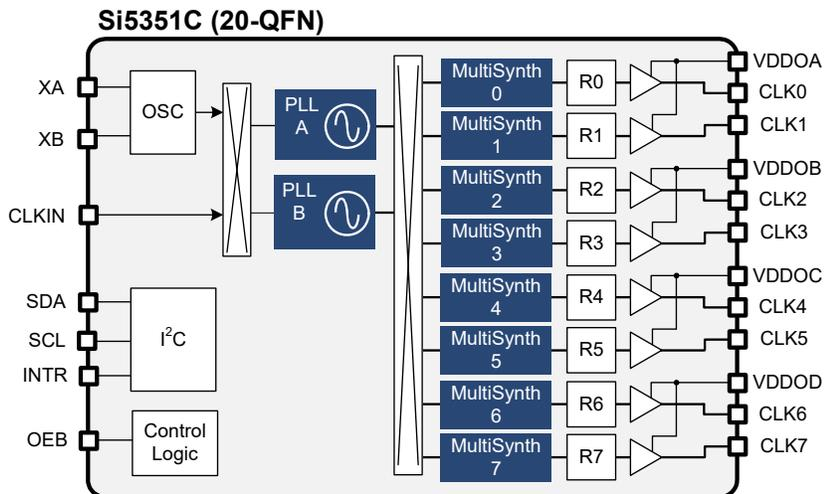 Si5351C (20-QFN)
XA
XB
CLKIN
SDA
SCL
INTR
OEB
OSC
I²C
Control
Logic
PLL
A
PLL
B
MultiSynth
0
MultiSynth
1
MultiSynth
2
MultiSynth
3
MultiSynth
4
MultiSynth
5
MultiSynth
6
MultiSynth
7
R0
R1
R2
R3
R4
R5
R6
R7
VDDOA
CLK0
CLK1
VDDOB
CLK2
CLK3
VDDOC
CLK4
CLK5
VDDOD
CLK6
CLK7